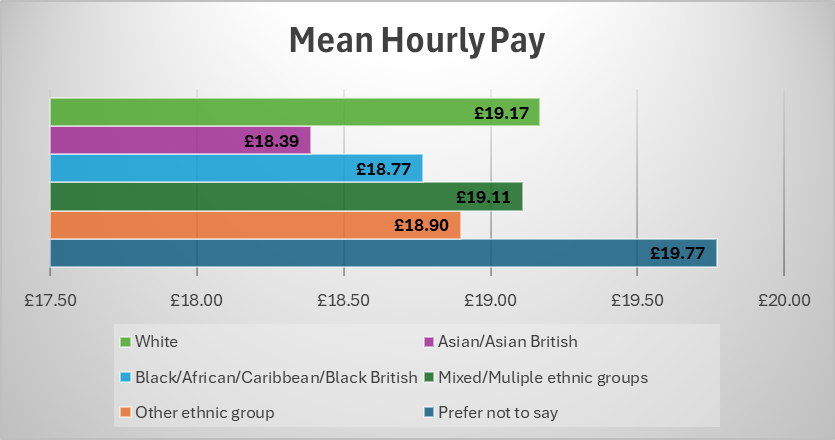 Mean Hourly Pay
£19.17
£18.39
£18.77
£19.11
£18.90
£19.77
£17.50 £18.00 £18.50 £19.00 £19.50 £20.00
White Asian/Asian British
Black/African/Caribbean/Black British Mixed/Muliple ethnic groups
Other ethnic group Prefer not to say